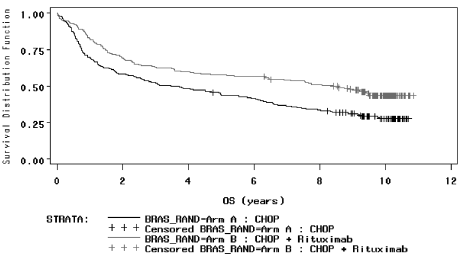 Survival Distribution Function
1.00
0.75
0.50
0.25
0.00
0 2 4 6 8 10 12
OS (years)
STRATA: BRAS_RAND=Arm A : CHOP
+ + + Censored BRAS_RAND=Arm A : CHOP
BRAS_RAND=Arm B : CHOP + Rituximab
+ + + Censored BRAS_RAND=Arm B : CHOP + Rituximab